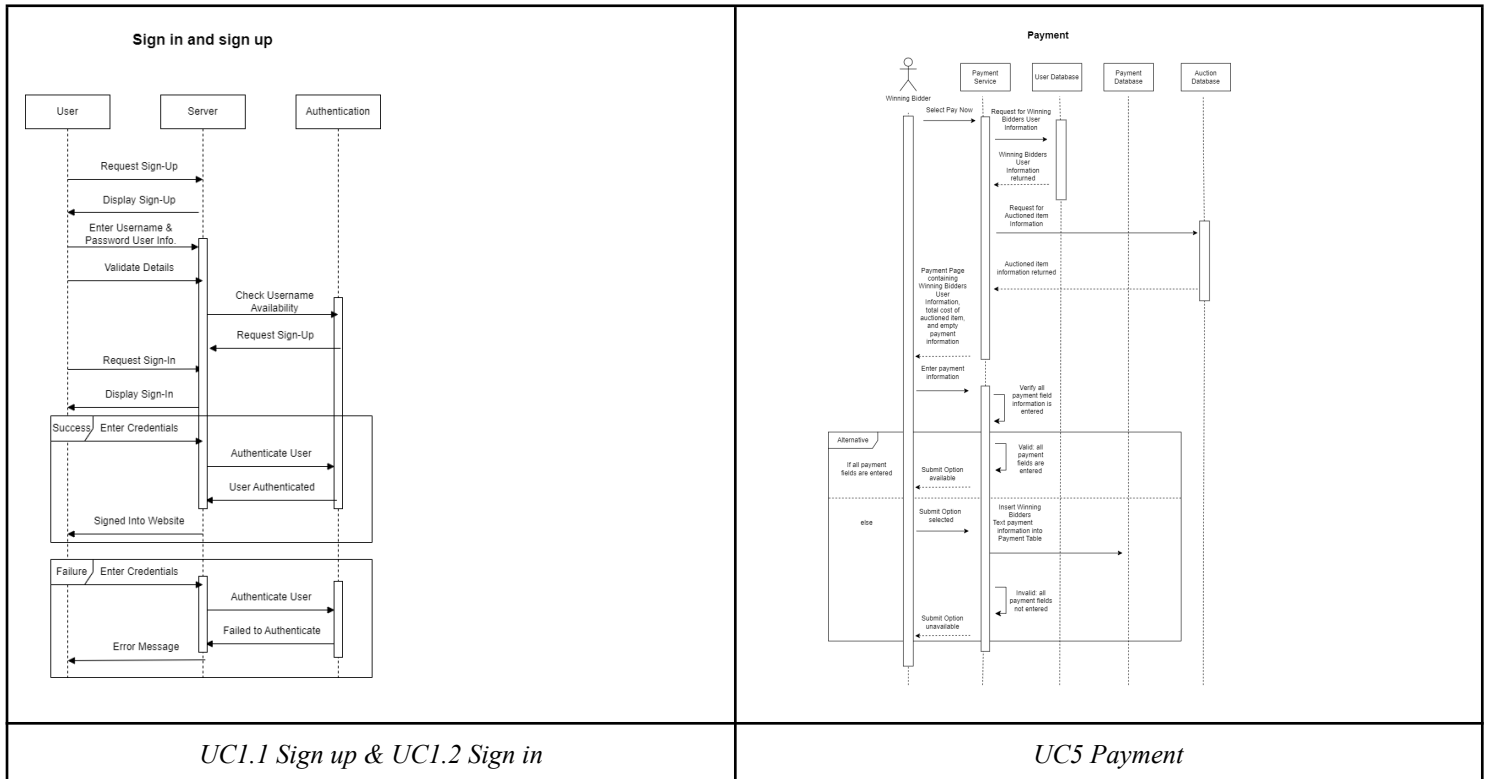 Sign in and sign up
User
Server
Authentication
Request Sign-Up
Display Sign-Up
Enter Username &
Password User Info.
Validate Details
Check Username
Availability
Request Sign-Up
Request Sign-In
Display Sign-In
Success
Enter Credentials
Authenticate User
User Authenticated
Signed Into Website
Failure
Enter Credentials
Authenticate User
Failed to Authenticate
Error Message
UC1.1 Sign up & UC1.2 Sign in
Payment
Winning Bidder
Payment
Service
User Database
Payment
Database
Auction
Database
Select Pay Now
Request for Winning
Bidders User
Information
Winning Bidders
User
Information
returned
Request for
Auctioned item
Information
Auctioned item
information returned
Payment Page
containing
Winning Bidders
User
Information,
total cost of
auctioned item,
and empty
payment
information
Enter payment
information
Verify all
payment field
information is
entered
Alternative
If all payment
fields are entered
Valid: all
payment
fields are
entered
Submit Option
available
else
Submit Option
selected
Insert Winning
Bidders
Text payment
information into
Payment Table
Invalid: all
payment fields
not entered
Submit Option
unavailable
UC5 Payment